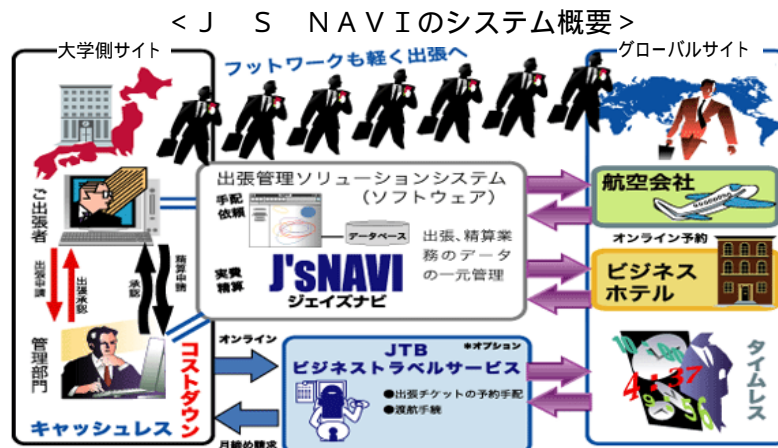 <Ｊ　Ｓ　ＮＡＶＩのシステム概要>
大学側サイト
グローバルサイト
フットワークも軽く出張へ
ご出張者
出張申請
出張承認
承認
精算申請
管理部門
コストダウン
キャッシュレス
出張管理ソリューションシステム
(ソフトウェア)
手配
依頼
データベース
出張、精算業
務のデータ
の一元管理
実費
精算
J'sNAVI
ジェイズナビ
航空会社
オンライン予約
ビジネス
ホテル
タイムレス
10:00
4:37
9:56
オンライン
月締め請求
JTB
*オプション
ビジネストラベルサービス
●出張チケットの予約手配
●渡航手続